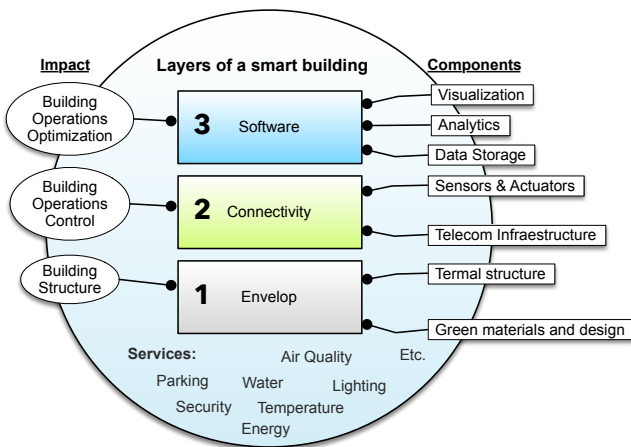 Impact
Layers of a smart building
Components
Building
Operations
Optimization
3
Software
Visualization
Analytics
Data Storage
Building
Operations
Control
2
Connectivity
Sensors & Actuators
Telecom Infraestructure
Building
Structure
1
Envelop
Termal structure
Green materials and design
Services:
Air Quality
Etc.
Parking
Water
Lighting
Security
Temperature
Energy